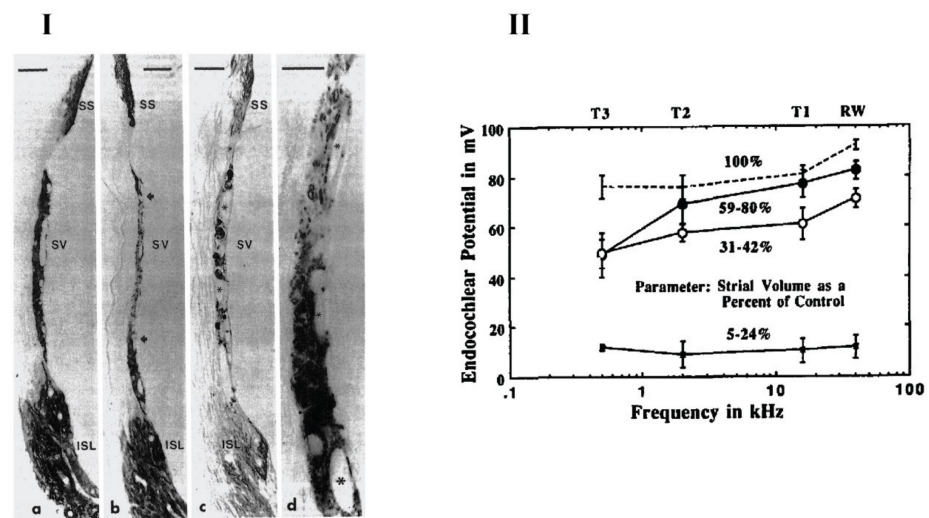 I
II
SS
SS
SS
SV
SV
SV
ISL
ISL
ISL
a
b
c
d
T3 T2 T1 RW
100
80
60
40
20
0
Endocochlear Potential in mV
100%
59-80%
31-42%
Parameter: Strial Volume as a
Percent of Control
5-24%
.1 1 10 100
Frequency in kHz